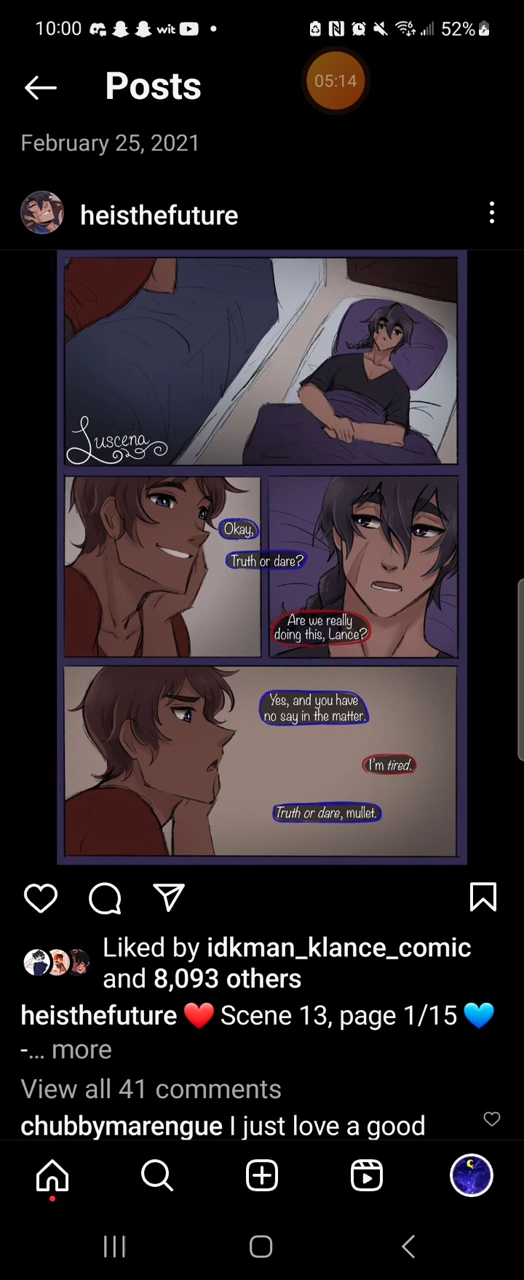 10:00
wit
52%
Posts
05:14
February 25, 2021
heisthefuture
Luscena
Okay,
Truth or dare?
Are we really
doing this, Lance?
Yes, and you have
no say in the matter.
I'm tired.
Truth or dare, mullet.
Liked by idkman_klance_comic
and 8,093 others
heisthefuture ❤️ Scene 13, page 1/15 💙
-... more
View all 41 comments
chubbymarengue I just love a good